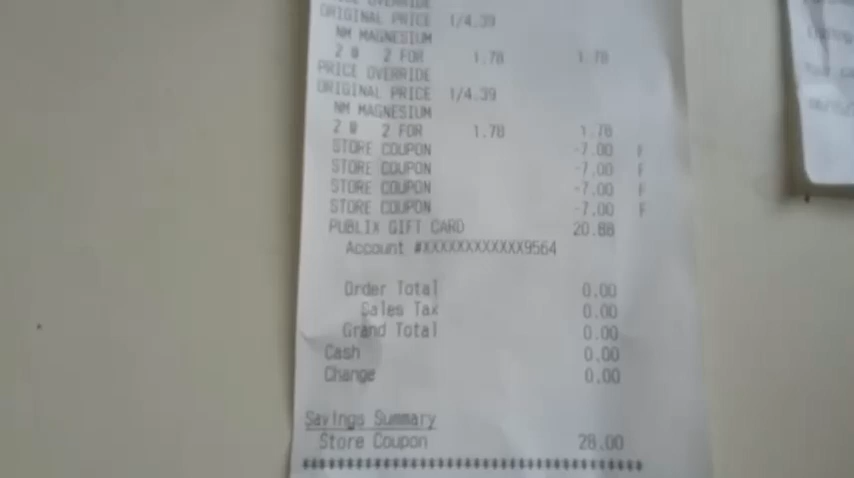 PRICE OVERRIDE
ORIGINAL PRICE 1/4.39
NM MAGNESIUM
2 @ 2 FOR 1.78 1.78
PRICE OVERRIDE
ORIGINAL PRICE 1/4.39
NM MAGNESIUM
2 @ 2 FOR 1.78 1.78
STORE COUPON -7.00 F
STORE COUPON -7.00 F
STORE COUPON -7.00 F
STORE COUPON -7.00 F
PUBLIX GIFT CARD 20.88
Account #XXXXXXXXXXXX9564
Order Total 0.00
Sales Tax 0.00
Grand Total 0.00
Cash 0.00
Change 0.00
Savings Summary
Store Coupon 28.00